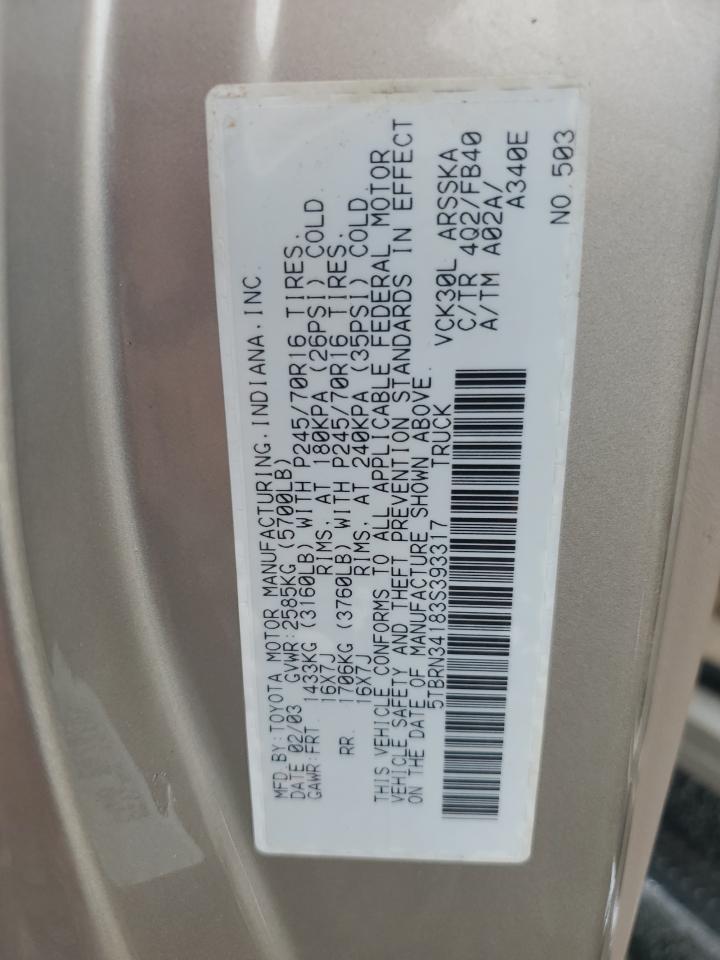 MFD. BY: TOYOTA MOTOR MANUFACTURING. INDIANA. INC.
DATE 02/03 GVWR: 2585KG (5700LB)
GAWR: FRT. 1433KG (3160LB) WITH P245/70R16 TIRES.
16X7J RIMS, AT 180KPA (26PSI) COLD
RR. 1706KG (3760LB) WITH P245/70R16 TIRES.
16X7J RIMS, AT 240KPA (35PSI) COLD.
THIS VEHICLE CONFORMS TO ALL APPLICABLE FEDERAL MOTOR
VEHICLE SAFETY AND THEFT PREVENTION STANDARDS IN EFFECT
ON THE DATE OF MANUFACTURE SHOWN ABOVE.
5TBRN34183S393317 TRUCK
VCK30L ARSSKA
C/TR 4Q2/FB40
A/TM A02A/
A340E
NO. 503